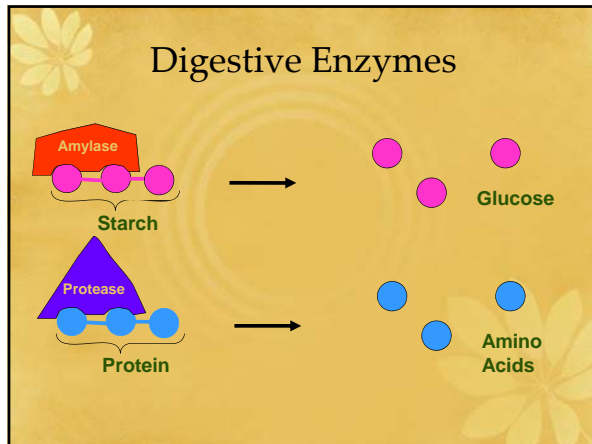 Digestive Enzymes
Amylase
Starch
Glucose
Protease
Protein
Amino
Acids